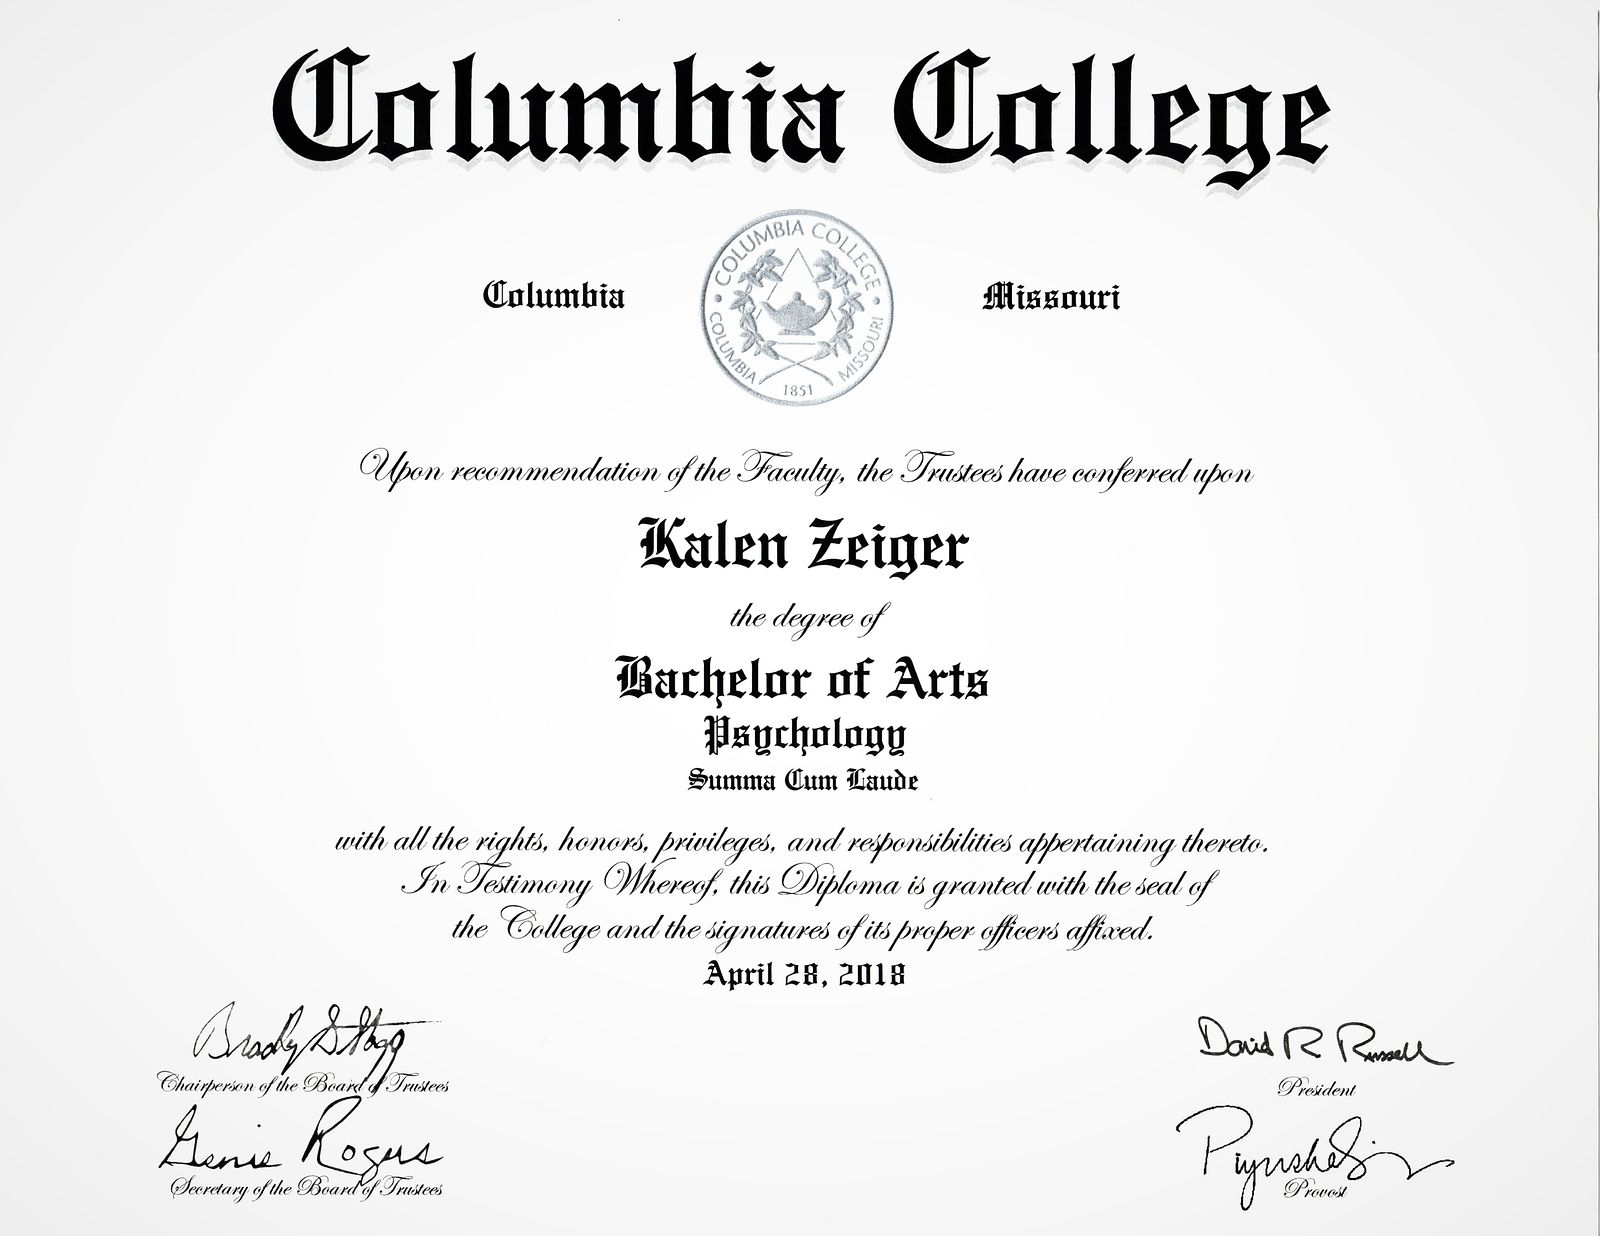 Columbia College
Columbia
COLUMBIA COLLEGE
COLUMBIA MISSOURI
1851
Missouri
Upon recommendation of the Faculty, the Trustees have conferred upon
Kalen Zeiger
the degree of
Bachelor of Arts
Psychology
Summa Cum Laude
with all the rights, honors, privileges, and responsibilities appertaining thereto.
In Testimony Whereof, this Diploma is granted with the seal of
the College and the signatures of its proper officers affixed.
April 28, 2018
Brady G Stagg
Chairperson of the Board of Trustees
David R Russell
President
Genie Rogers
Secretary of the Board of Trustees
Provost